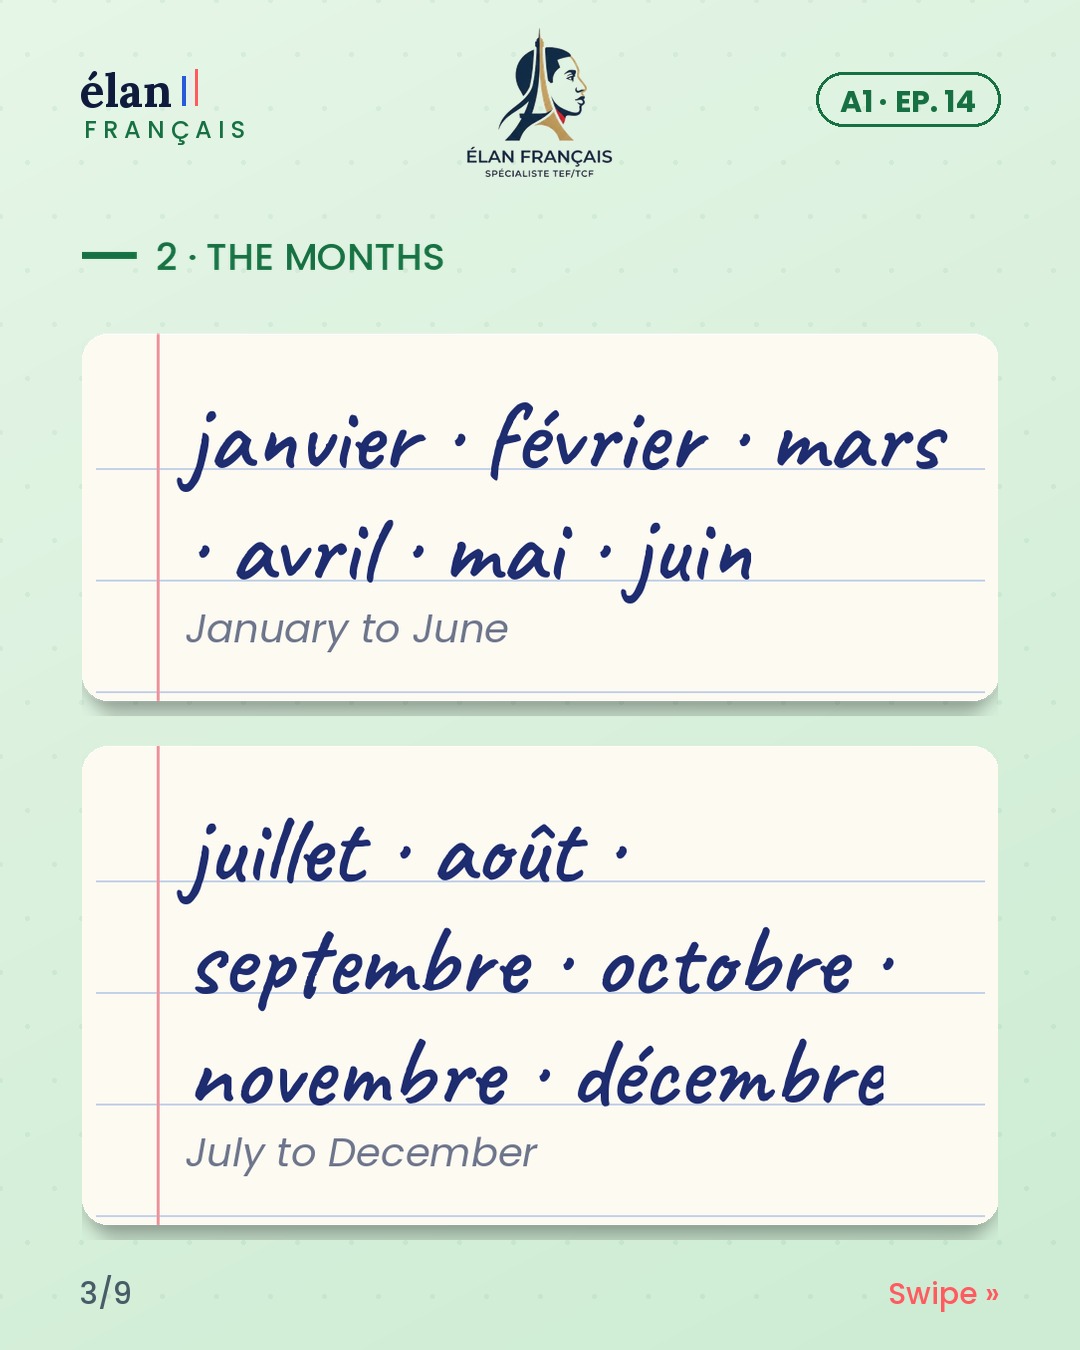 élan
FRANÇAIS
ÉLAN FRANÇAIS
SPÉCIALISTE TEF/TCF
A1 · EP. 14
2 · THE MONTHS
janvier · février · mars
· avril · mai · juin
January to June
juillet · août ·
septembre · octobre ·
novembre · décembre
July to December
3/9
Swipe »